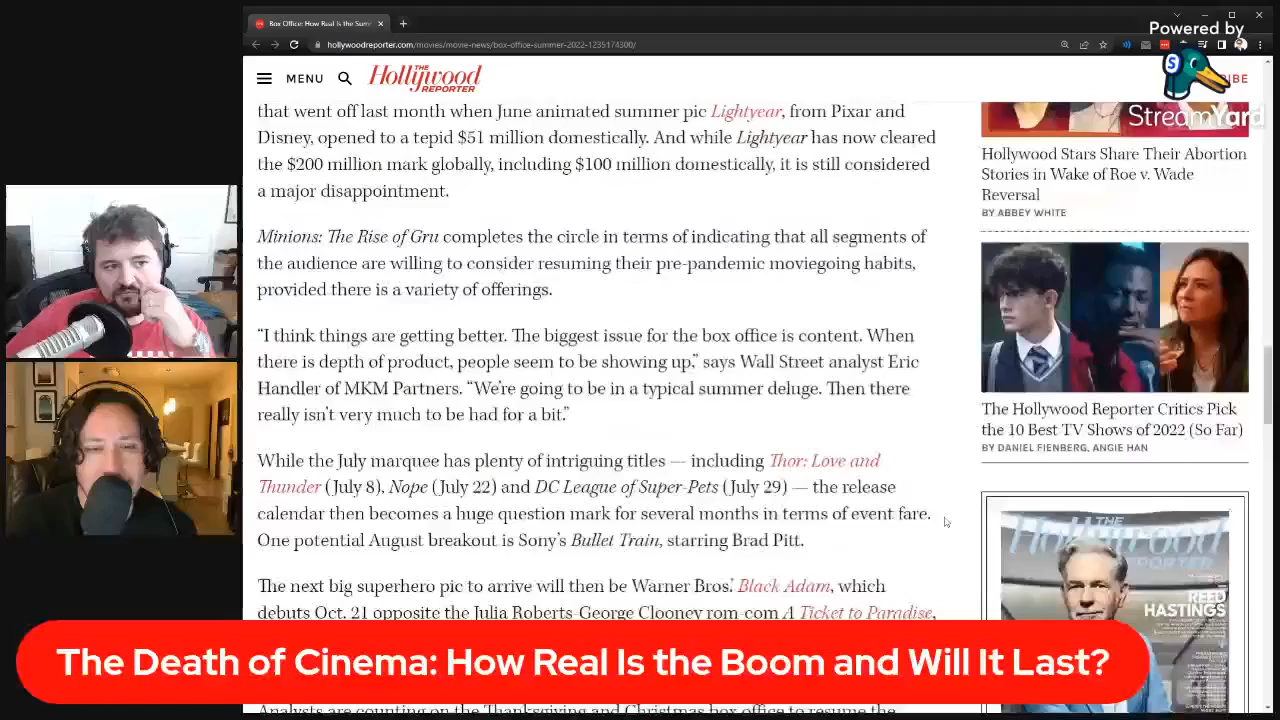 Box Office: How Real Is the Sum
hollywoodreporter.com/movies/movie-news/box-office-summer-2022-1235174300/
Powered by
StreamYard
MENU
THE
Hollywood
REPORTER
that went off last month when June animated summer pic Lightyear, from Pixar and
Disney, opened to a tepid $51 million domestically. And while Lightyear has now cleared
the $200 million mark globally, including $100 million domestically, it is still considered
a major disappointment.
Minions: The Rise of Gru completes the circle in terms of indicating that all segments of
the audience are willing to consider resuming their pre-pandemic moviegoing habits,
provided there is a variety of offerings.
“I think things are getting better. The biggest issue for the box office is content. When
there is depth of product, people seem to be showing up,” says Wall Street analyst Eric
Handler of MKM Partners. “We’re going to be in a typical summer deluge. Then there
really isn’t very much to be had for a bit.”
While the July marquee has plenty of intriguing titles — including Thor: Love and
Thunder (July 8), Nope (July 22) and DC League of Super-Pets (July 29) — the release
calendar then becomes a huge question mark for several months in terms of event fare.
One potential August breakout is Sony’s Bullet Train, starring Brad Pitt.
The next big superhero pic to arrive will then be Warner Bros.’ Black Adam, which
debuts Oct. 21 opposite the Julia Roberts-George Clooney rom-com A Ticket to Paradise,
Hollywood Stars Share Their Abortion
Stories in Wake of Roe v. Wade
Reversal
BY ABBEY WHITE
The Hollywood Reporter Critics Pick
the 10 Best TV Shows of 2022 (So Far)
BY DANIEL FIENBERG, ANGIE HAN
THE
Hollywood
REPORTER
REED
HASTINGS
The Death of Cinema: How Real Is the Boom and Will It Last?